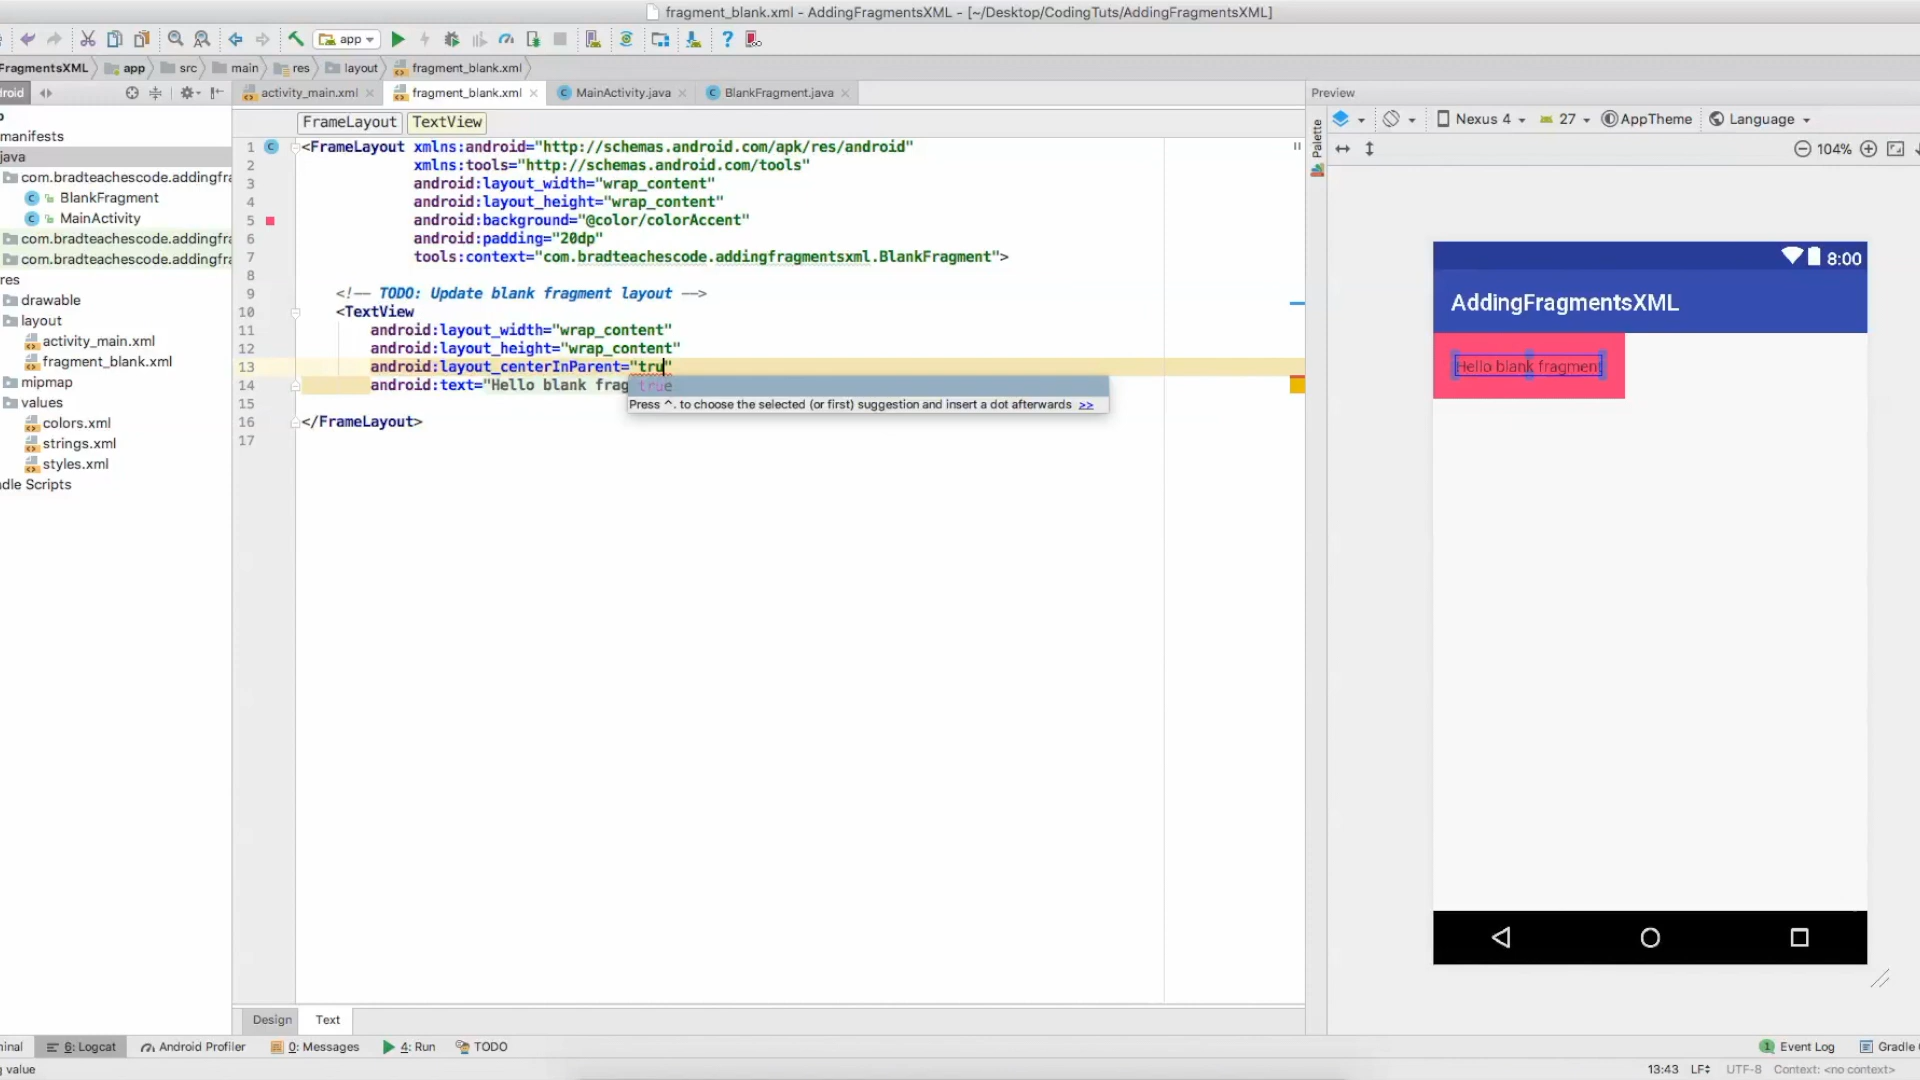 fragment_blank.xml - AddingFragmentsXML - [~/Desktop/CodingTuts/AddingFragmentsXML]
app
FragmentsXML app src main res layout fragment_blank.xml
roid activity_main.xml fragment_blank.xml MainActivity.java BlankFragment.java Preview
FrameLayout TextView
Palette
Nexus 4 27 AppTheme Language
104%
manifests
java
com.bradteachescode.addingfra
BlankFragment
MainActivity
com.bradteachescode.addingfra
com.bradteachescode.addingfra
res
drawable
layout
activity_main.xml
fragment_blank.xml
mipmap
values
colors.xml
strings.xml
styles.xml
dle Scripts
1 <FrameLayout xmlns:android="http://schemas.android.com/apk/res/android"
2 xmlns:tools="http://schemas.android.com/tools"
3 android:layout_width="wrap_content"
4 android:layout_height="wrap_content"
5 android:background="@color/colorAccent"
6 android:padding="20dp"
7 tools:context="com.bradteachescode.addingfragmentsxml.BlankFragment">
8
9 <!-- TODO: Update blank fragment layout -->
10 <TextView
11 android:layout_width="wrap_content"
12 android:layout_height="wrap_content"
13 android:layout_centerInParent="tru"
14 android:text="Hello blank frag
true
15
Press ^. to choose the selected (or first) suggestion and insert a dot afterwards >>
16 </FrameLayout>
17
8:00
AddingFragmentsXML
Hello blank fragment
Design Text
inal 6: Logcat Android Profiler 0: Messages 4: Run TODO 1 Event Log Gradle
g value 13:43 LF UTF-8 Context: <no context>